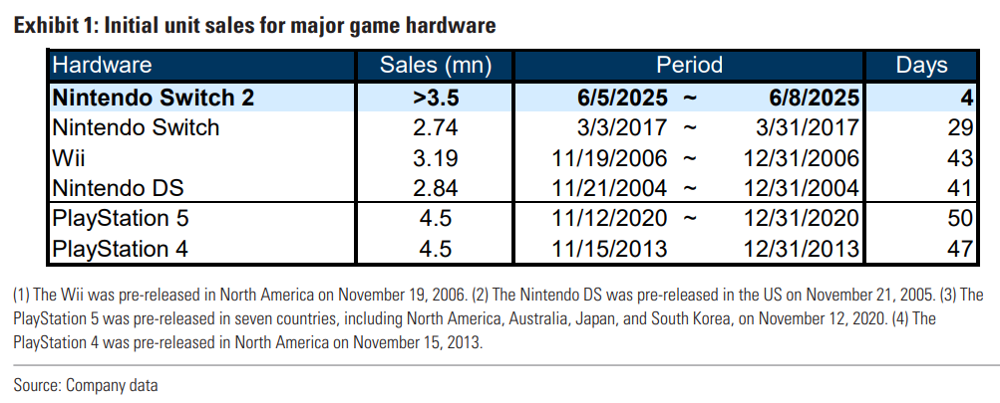 Exhibit 1: Initial unit sales for major game hardware
Hardware Sales (mn) Period Days
Nintendo Switch 2 >3.5 6/5/2025 ~ 6/8/2025 4
Nintendo Switch 2.74 3/3/2017 ~ 3/31/2017 29
Wii 3.19 11/19/2006 ~ 12/31/2006 43
Nintendo DS 2.84 11/21/2004 ~ 12/31/2004 41
PlayStation 5 4.5 11/12/2020 ~ 12/31/2020 50
PlayStation 4 4.5 11/15/2013 12/31/2013 47
(1) The Wii was pre-released in North America on November 19, 2006. (2) The Nintendo DS was pre-released in the US on November 21, 2005. (3) The
PlayStation 5 was pre-released in seven countries, including North America, Australia, Japan, and South Korea, on November 12, 2020. (4) The
PlayStation 4 was pre-released in North America on November 15, 2013.
Source: Company data